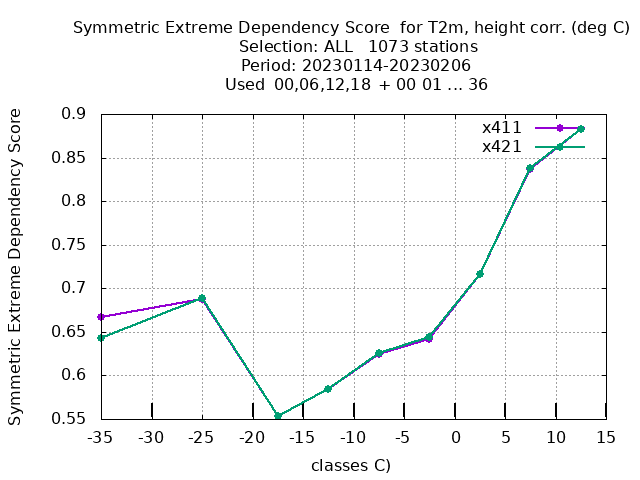 Symmetric Extreme Dependency Score for T2m, height corr. (deg C)
Selection: ALL 1073 stations
Period: 20230114-20230206
Used 00,06,12,18 + 00 01 ... 36
Symmetric Extreme Dependency Score
0.9
0.85
0.8
0.75
0.7
0.65
0.6
0.55
x411
x421
-35 -30 -25 -20 -15 -10 -5 0 5 10 15
classes C)